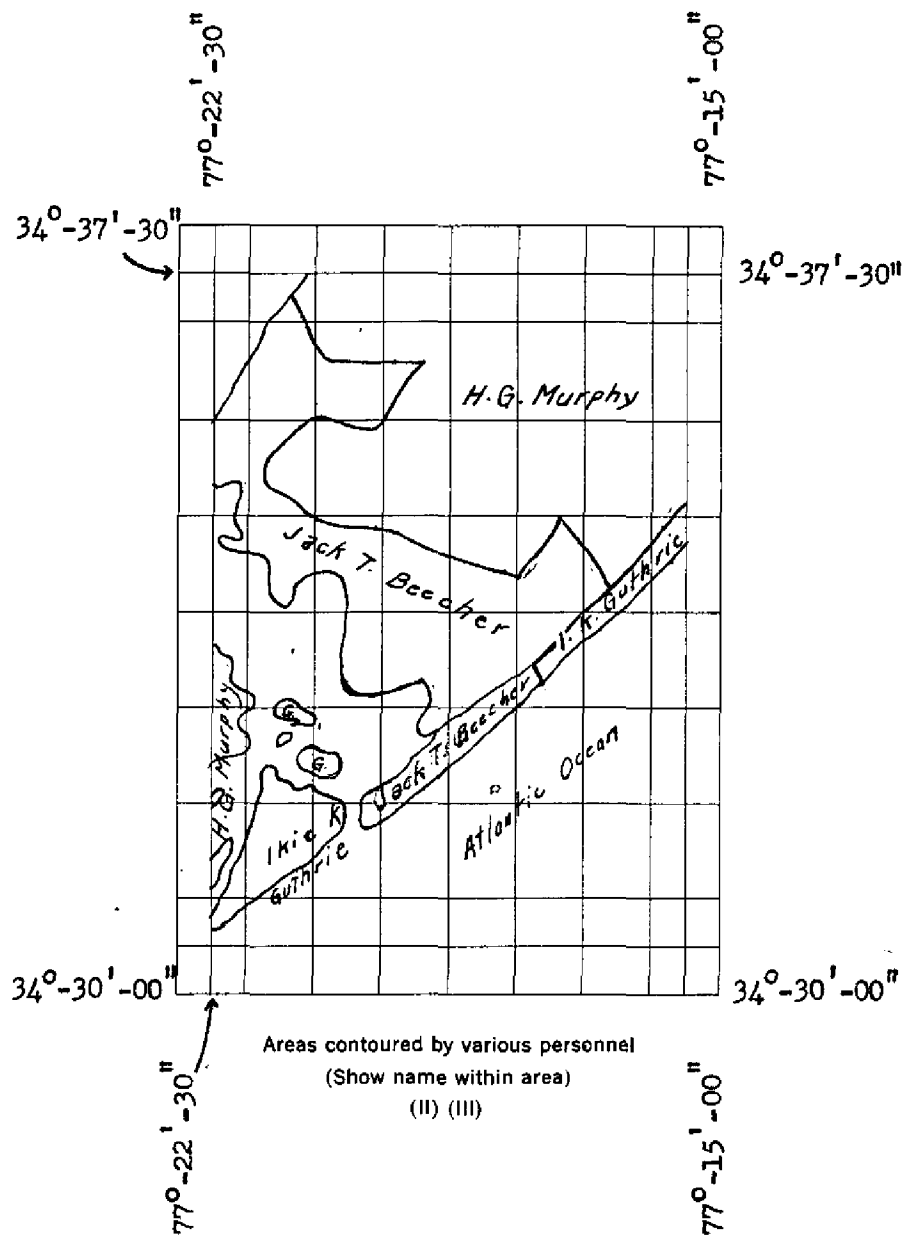 77°-22'-30"
77°-15'-00"
34°-37'-30"
34°-37'-30"
H.G. Murphy
Jack T. Beecher
I. K. Guthrie
Jack T. Beecher
H.G. Murphy
G.
G.
Atlantic Ocean
Ikie K
Guthrie
34°-30'-00"
34°-30'-00"
Areas contoured by various personnel
(Show name within area)
(II) (III)
77°-22'-30"
77°-15'-00"